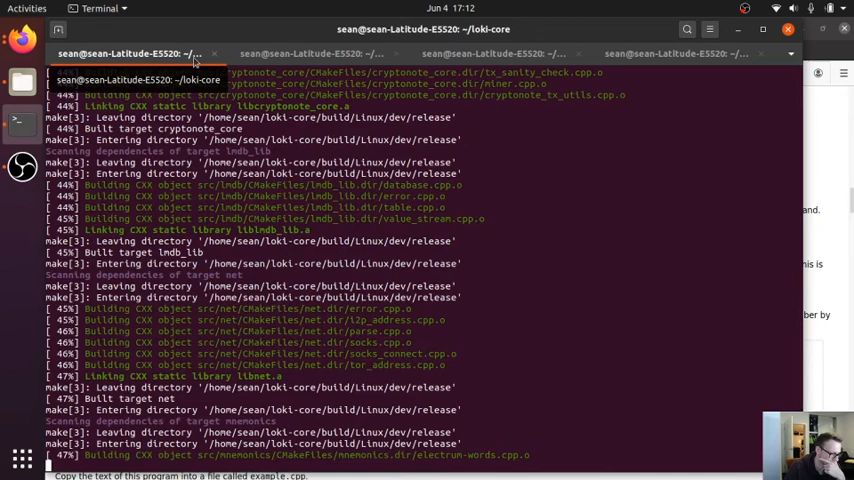 Activities
Terminal
Jun 4 17:12
sean@sean-Latitude-E5520: ~/loki-core
sean@sean-Latitude-E5520: ~/...
sean@sean-Latitude-E5520: ~/...
sean@sean-Latitude-E5520: ~/...
sean@sean-Latitude-E5520: ~/...
sean@sean-Latitude-E5520: ~/loki-core
cryptonote_core/CMakeFiles/cryptonote_core.dir/tx_sanity_check.cpp.o
cryptonote_core/CMakeFiles/cryptonote_core.dir/miner.cpp.o
[ 44%] Building CXX object src/cryptonote_core/CMakeFiles/cryptonote_core.dir/cryptonote_tx_utils.cpp.o
[ 44%] Linking CXX static library libcryptonote_core.a
make[3]: Leaving directory '/home/sean/loki-core/build/Linux/dev/release'
[ 44%] Built target cryptonote_core
make[3]: Entering directory '/home/sean/loki-core/build/Linux/dev/release'
Scanning dependencies of target lmdb_lib
make[3]: Leaving directory '/home/sean/loki-core/build/Linux/dev/release'
make[3]: Entering directory '/home/sean/loki-core/build/Linux/dev/release'
[ 44%] Building CXX object src/lmdb/CMakeFiles/lmdb_lib.dir/database.cpp.o
[ 44%] Building CXX object src/lmdb/CMakeFiles/lmdb_lib.dir/error.cpp.o
[ 44%] Building CXX object src/lmdb/CMakeFiles/lmdb_lib.dir/table.cpp.o
[ 45%] Building CXX object src/lmdb/CMakeFiles/lmdb_lib.dir/value_stream.cpp.o
[ 45%] Linking CXX static library liblmdb_lib.a
make[3]: Leaving directory '/home/sean/loki-core/build/Linux/dev/release'
[ 45%] Built target lmdb_lib
make[3]: Entering directory '/home/sean/loki-core/build/Linux/dev/release'
Scanning dependencies of target net
make[3]: Leaving directory '/home/sean/loki-core/build/Linux/dev/release'
make[3]: Entering directory '/home/sean/loki-core/build/Linux/dev/release'
[ 45%] Building CXX object src/net/CMakeFiles/net.dir/error.cpp.o
[ 45%] Building CXX object src/net/CMakeFiles/net.dir/i2p_address.cpp.o
[ 46%] Building CXX object src/net/CMakeFiles/net.dir/parse.cpp.o
[ 46%] Building CXX object src/net/CMakeFiles/net.dir/socks.cpp.o
[ 46%] Building CXX object src/net/CMakeFiles/net.dir/socks_connect.cpp.o
[ 46%] Building CXX object src/net/CMakeFiles/net.dir/tor_address.cpp.o
[ 47%] Linking CXX static library libnet.a
make[3]: Leaving directory '/home/sean/loki-core/build/Linux/dev/release'
[ 47%] Built target net
make[3]: Entering directory '/home/sean/loki-core/build/Linux/dev/release'
Scanning dependencies of target mnemonics
make[3]: Leaving directory '/home/sean/loki-core/build/Linux/dev/release'
make[3]: Entering directory '/home/sean/loki-core/build/Linux/dev/release'
[ 47%] Building CXX object src/mnemonics/CMakeFiles/mnemonics.dir/electrum-words.cpp.o
and.
his is
ber by
Copy the text of this program into a file called example.cpp.